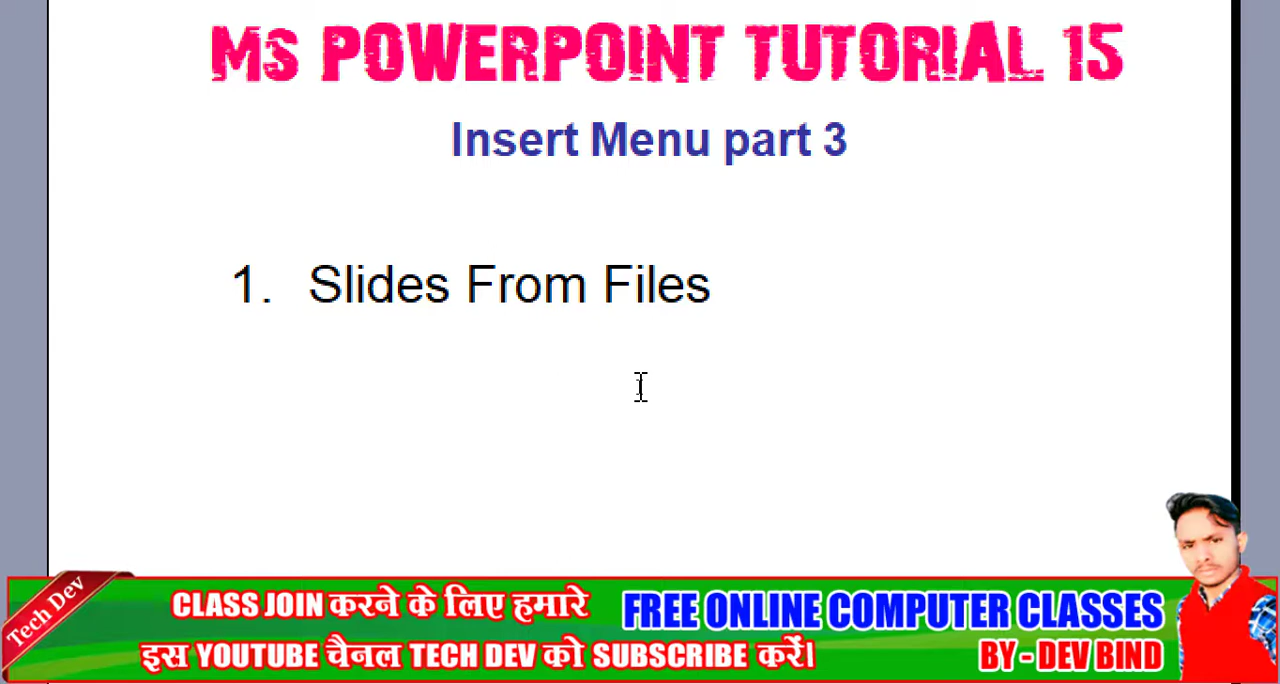 MS POWERPOINT TUTORIAL 15
Insert Menu part 3
1. Slides From Files
Tech Dev
CLASS JOIN करने के लिए हमारे
इस YOUTUBE चैनल TECH DEV को SUBSCRIBE करें।
FREE ONLINE COMPUTER CLASSES
BY - DEV BIND